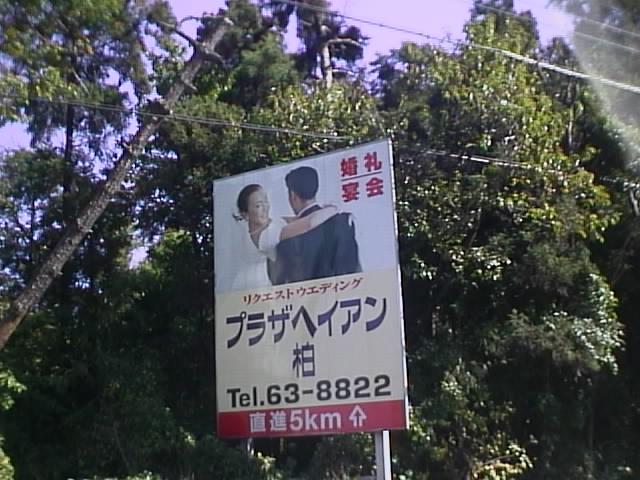 婚礼
宴会
リクエストウエディング
プラザヘイアン
柏
Tel.63-8822
直進5km